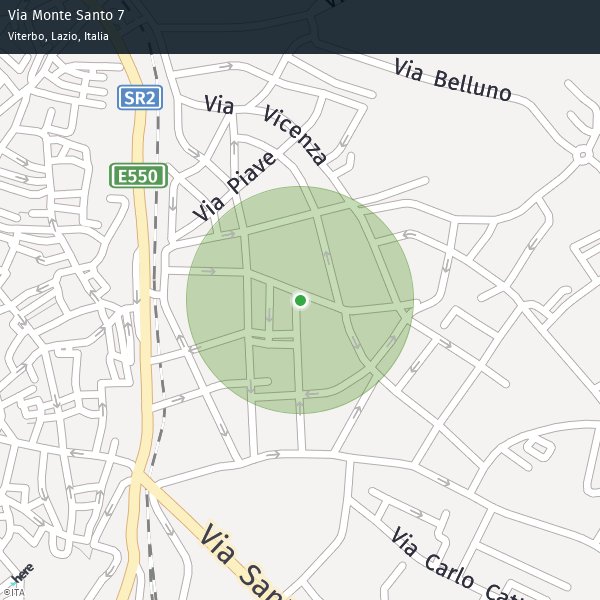 Via Monte Santo 7
Viterbo, Lazio, Italia
Via Belluno
SR2
Via Vicenza
E550
Via Piave
Via San
Via Carlo Cat
here
©ITA